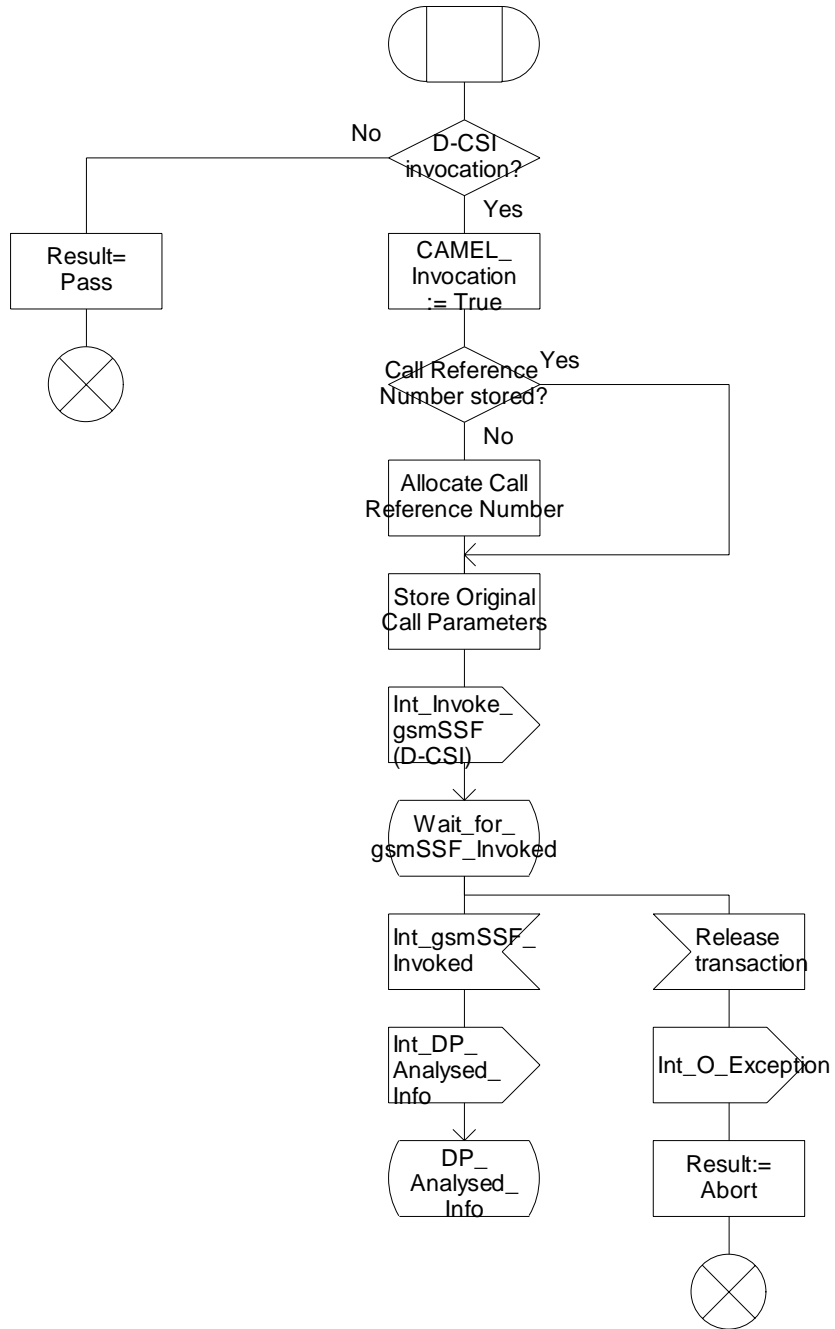 No
D-CSI
invocation?
Yes
Result=
Pass
CAMEL_
Invocation
:= True
Call Reference
Number stored?
Yes
No
Allocate Call
Reference Number
Store Original
Call Parameters
Int_Invoke_
gsmSSF
(D-CSI)
Wait_for_
gsmSSF_Invoked
Int_gsmSSF_
Invoked
Release
transaction
Int_DP_
Analysed_
Info
Int_O_Exception
DP_
Analysed_
Info
Result:=
Abort